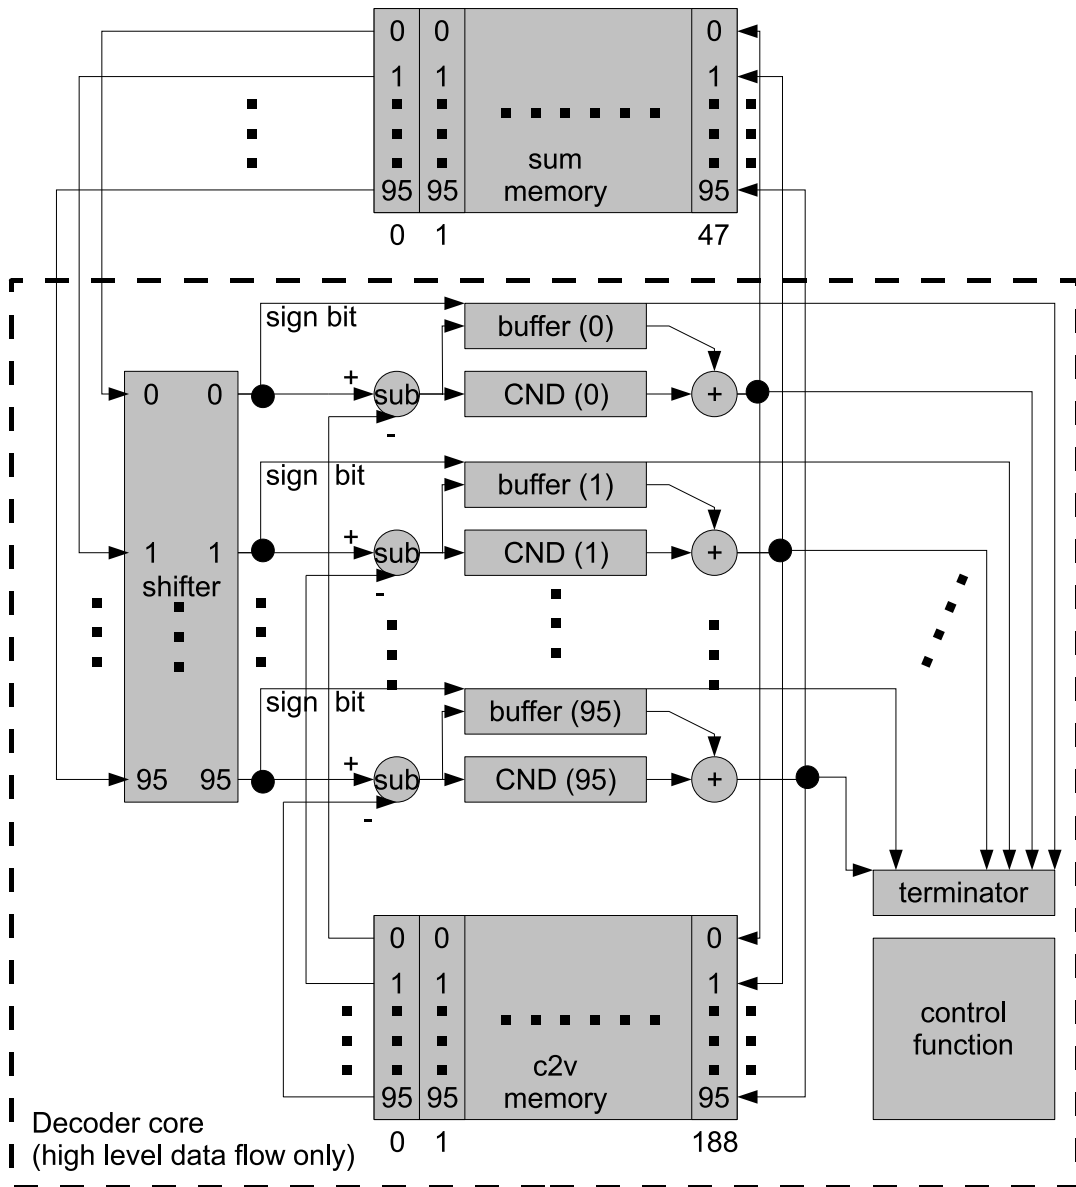 0 0 0
1 1 1
sum
memory
95 95 95
0 1 47
sign bit
buffer (0)
+
0 0 sub CND (0) +
-
sign bit
buffer (1)
+
1 1 sub CND (1) +
shifter
-
sign bit
buffer (95)
+
95 95 sub CND (95) +
-
terminator
0 0 0
1 1 1
control
function
c2v
memory
95 95 95
0 1 188
Decoder core
(high level data flow only)